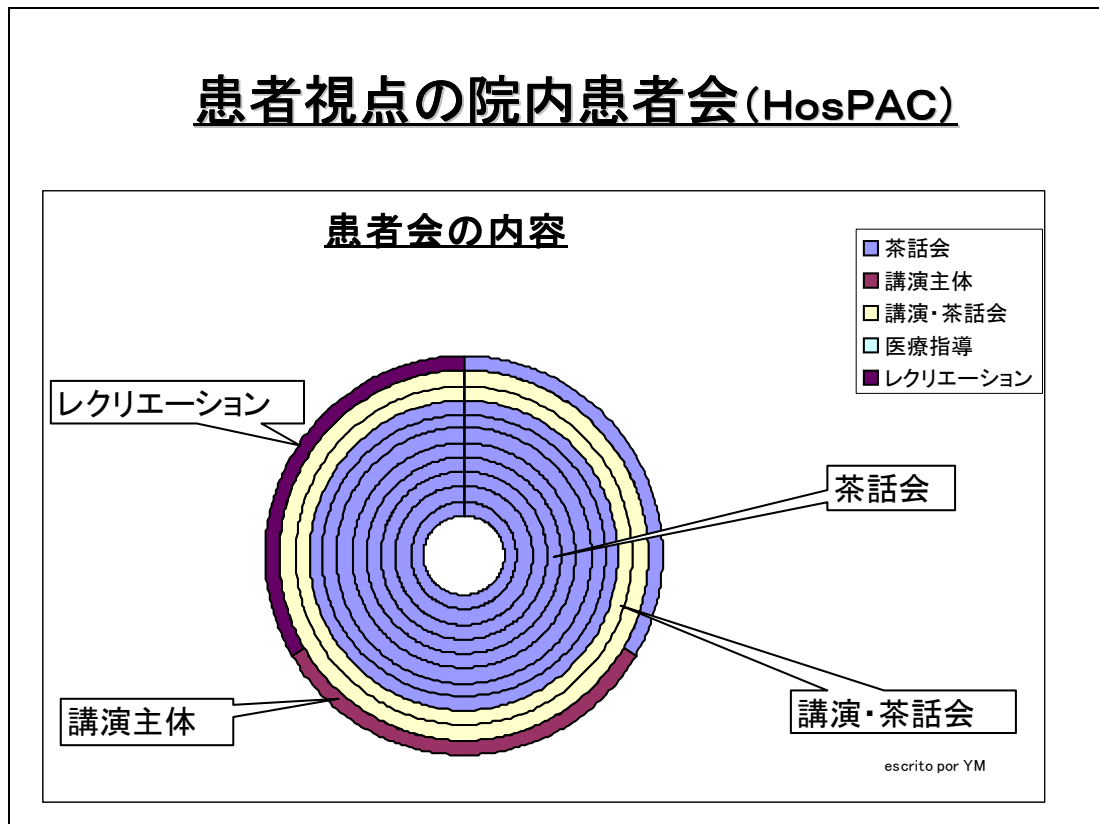 患者視点の院内患者会(HosPAC)
患者会の内容
茶話会
講演主体
講演・茶話会
医療指導
レクリエーション
レクリエーション
茶話会
講演主体
講演・茶話会
escrito por YM